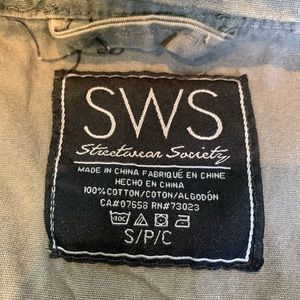 SWS
Streetwear Society
MADE IN CHINA FABRIQUÉ EN CHINE
HECHO EN CHINA
100% COTTON/COTON/ALGODÓN
CA#07658 RN#73023
S/P/C